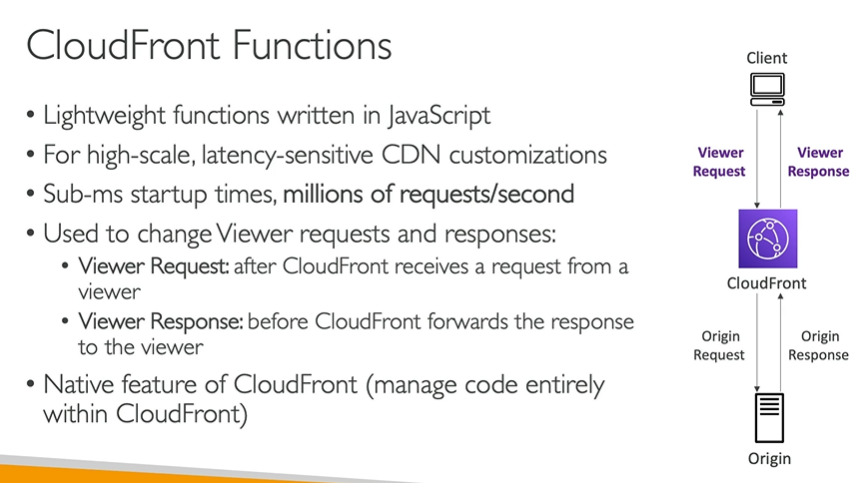 CloudFront Functions
• Lightweight functions written in JavaScript
• For high-scale, latency-sensitive CDN customizations
• Sub-ms startup times, millions of requests/second
• Used to change Viewer requests and responses:
• Viewer Request: after CloudFront receives a request from a
viewer
• Viewer Response: before CloudFront forwards the response
to the viewer
• Native feature of CloudFront (manage code entirely
within CloudFront)
Client
Viewer
Request
Viewer
Response
CloudFront
Origin
Request
Origin
Response
Origin